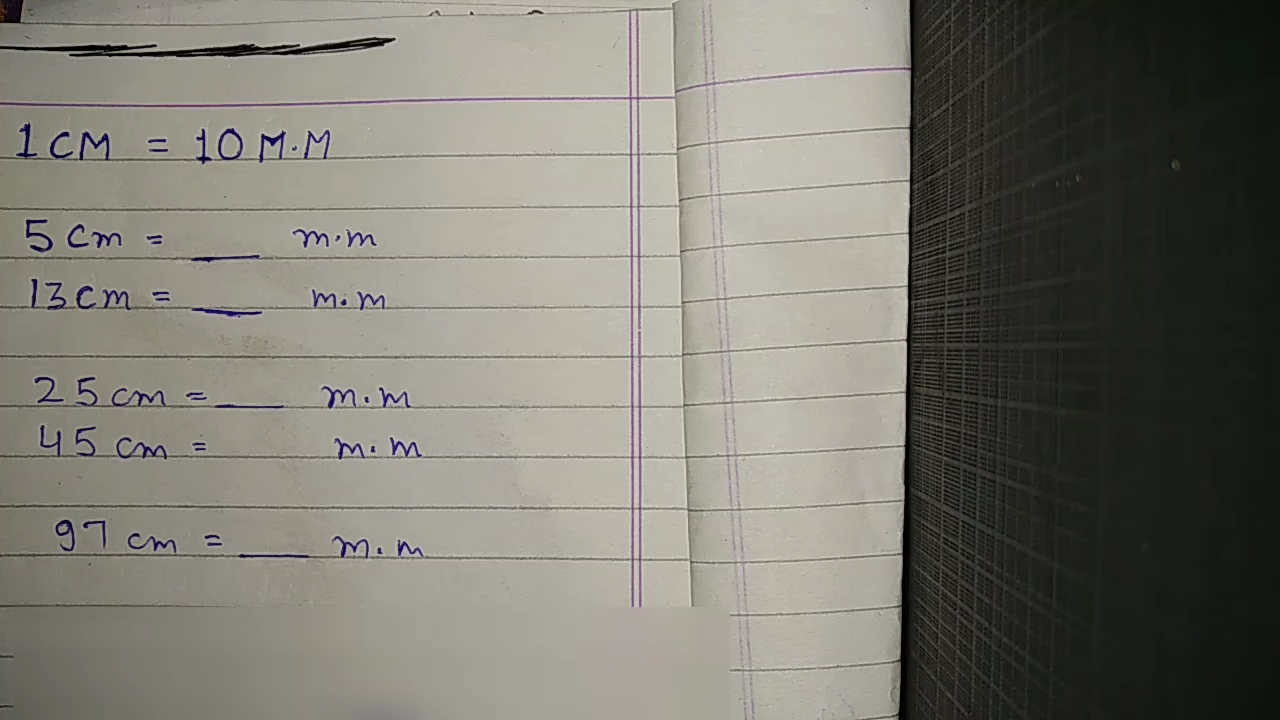 1 CM = 10 M.M
5 cm = ___ m.m
13 cm = ___ m.m
25 cm = ___ m.m
45 cm = m.m
97 cm = ___ m.m